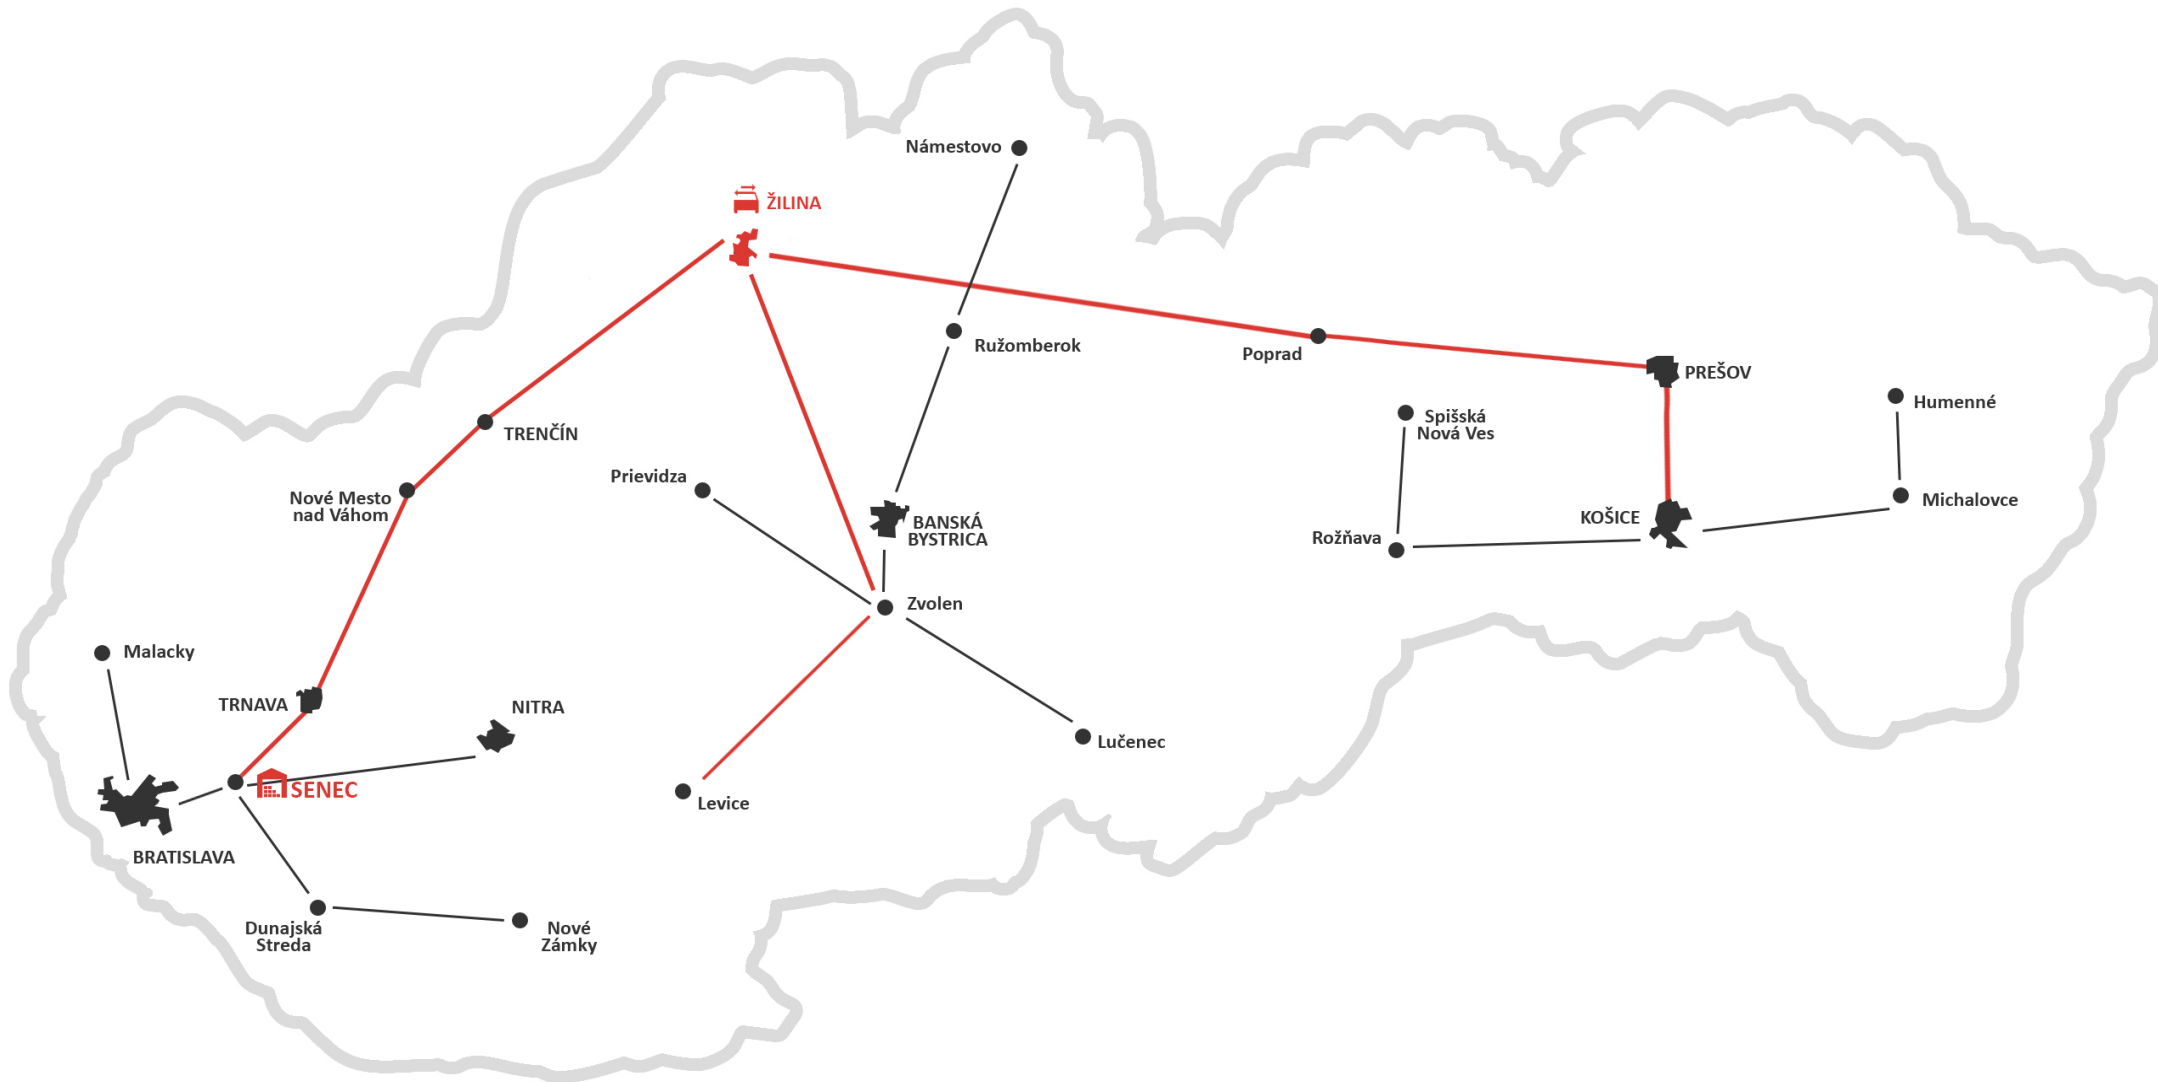 Námestovo
ŽILINA
Ružomberok
Poprad
PREŠOV
Humenné
Spišská
Nová Ves
TRENČÍN
Prievidza
Nové Mesto
nad Váhom
BANSKÁ
BYSTRICA
KOŠICE
Michalovce
Rožňava
Zvolen
Malacky
TRNAVA
NITRA
Lučenec
SENEC
Levice
BRATISLAVA
Dunajská
Streda
Nové
Zámky